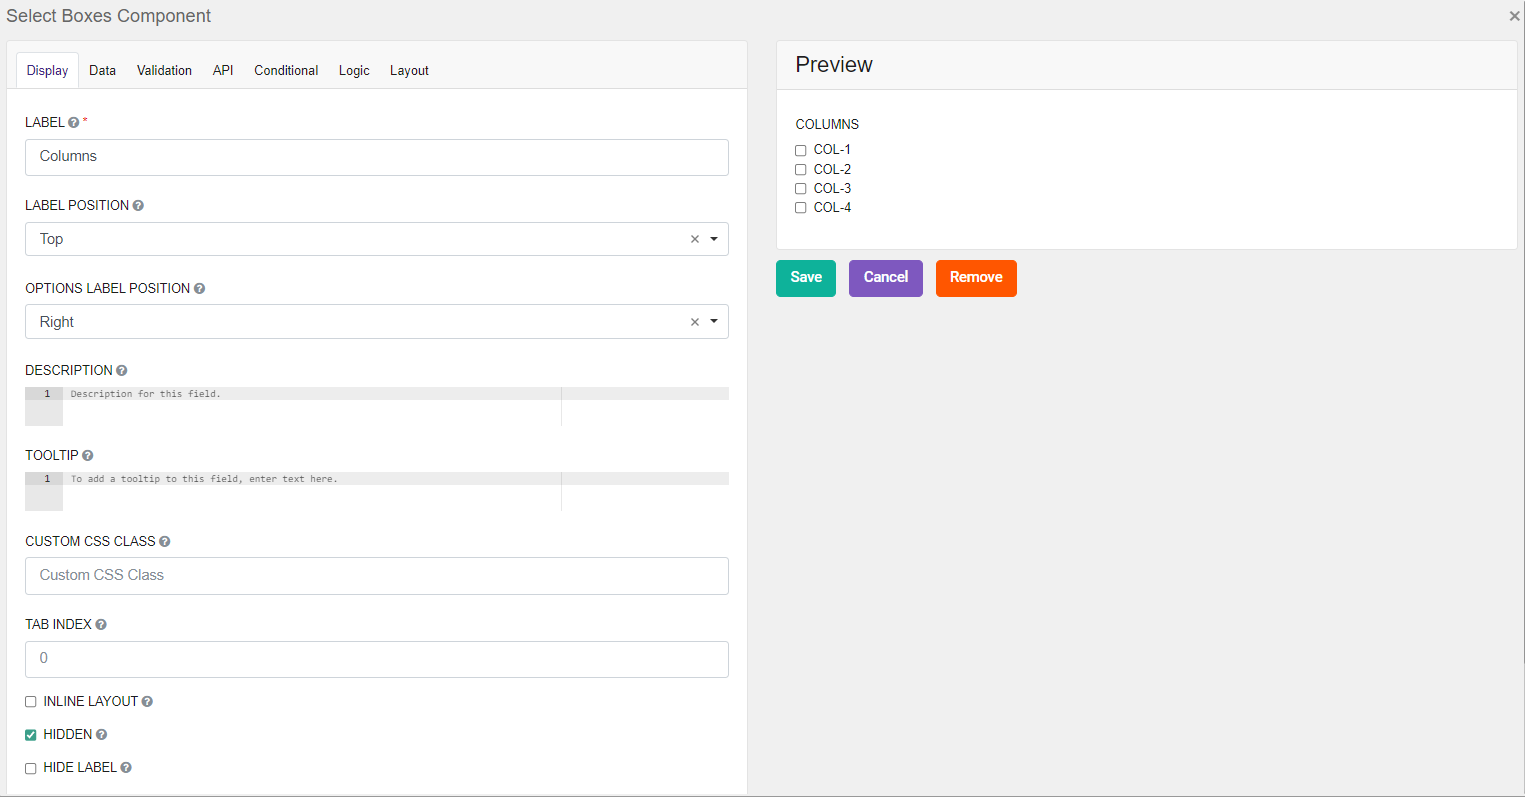 Select Boxes Component
×
Display Data Validation API Conditional Logic Layout
LABEL ? *
Columns
LABEL POSITION ?
Top ×
OPTIONS LABEL POSITION ?
Right ×
DESCRIPTION ?
1 Description for this field.
TOOLTIP ?
1 To add a tooltip to this field, enter text here.
CUSTOM CSS CLASS ?
Custom CSS Class
TAB INDEX ?
0
INLINE LAYOUT ?
HIDDEN ?
HIDE LABEL ?
Preview
COLUMNS
COL-1
COL-2
COL-3
COL-4
Save Cancel Remove